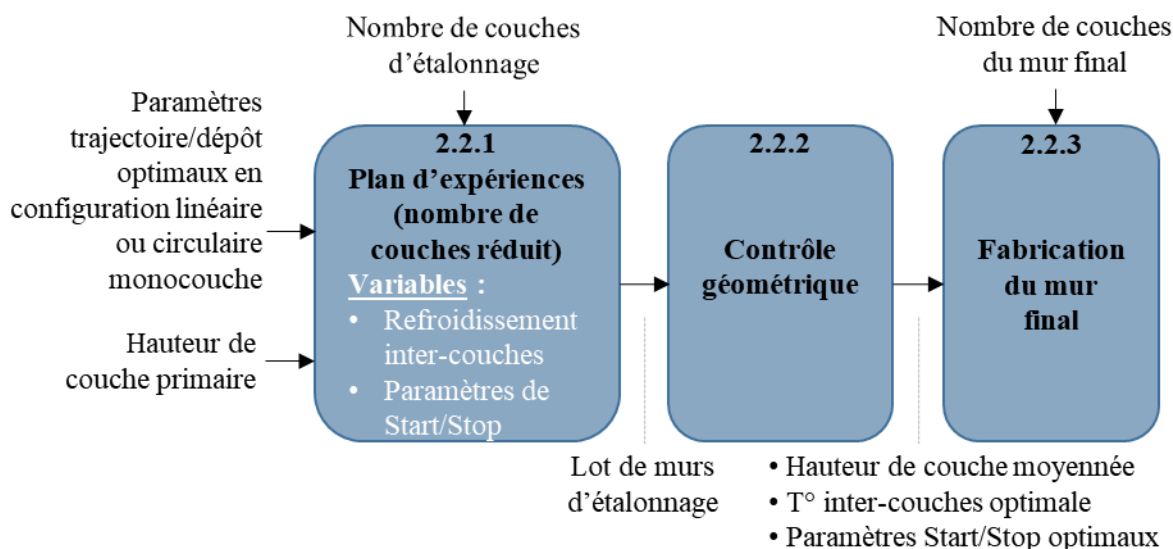 Nombre de couches
d’étalonnage
Nombre de couches
du mur final
Paramètres
trajectoire/dépôt
optimaux en
configuration linéaire
ou circulaire
monocouche
Hauteur de
couche primaire
2.2.1
Plan d’expériences
(nombre de
couches réduit)
Variables :
• Refroidissement
inter-couches
• Paramètres de
Start/Stop
2.2.2
Contrôle
géométrique
2.2.3
Fabrication
du mur
final
Lot de murs
d’étalonnage
• Hauteur de couche moyennée
• T° inter-couches optimale
• Paramètres Start/Stop optimaux